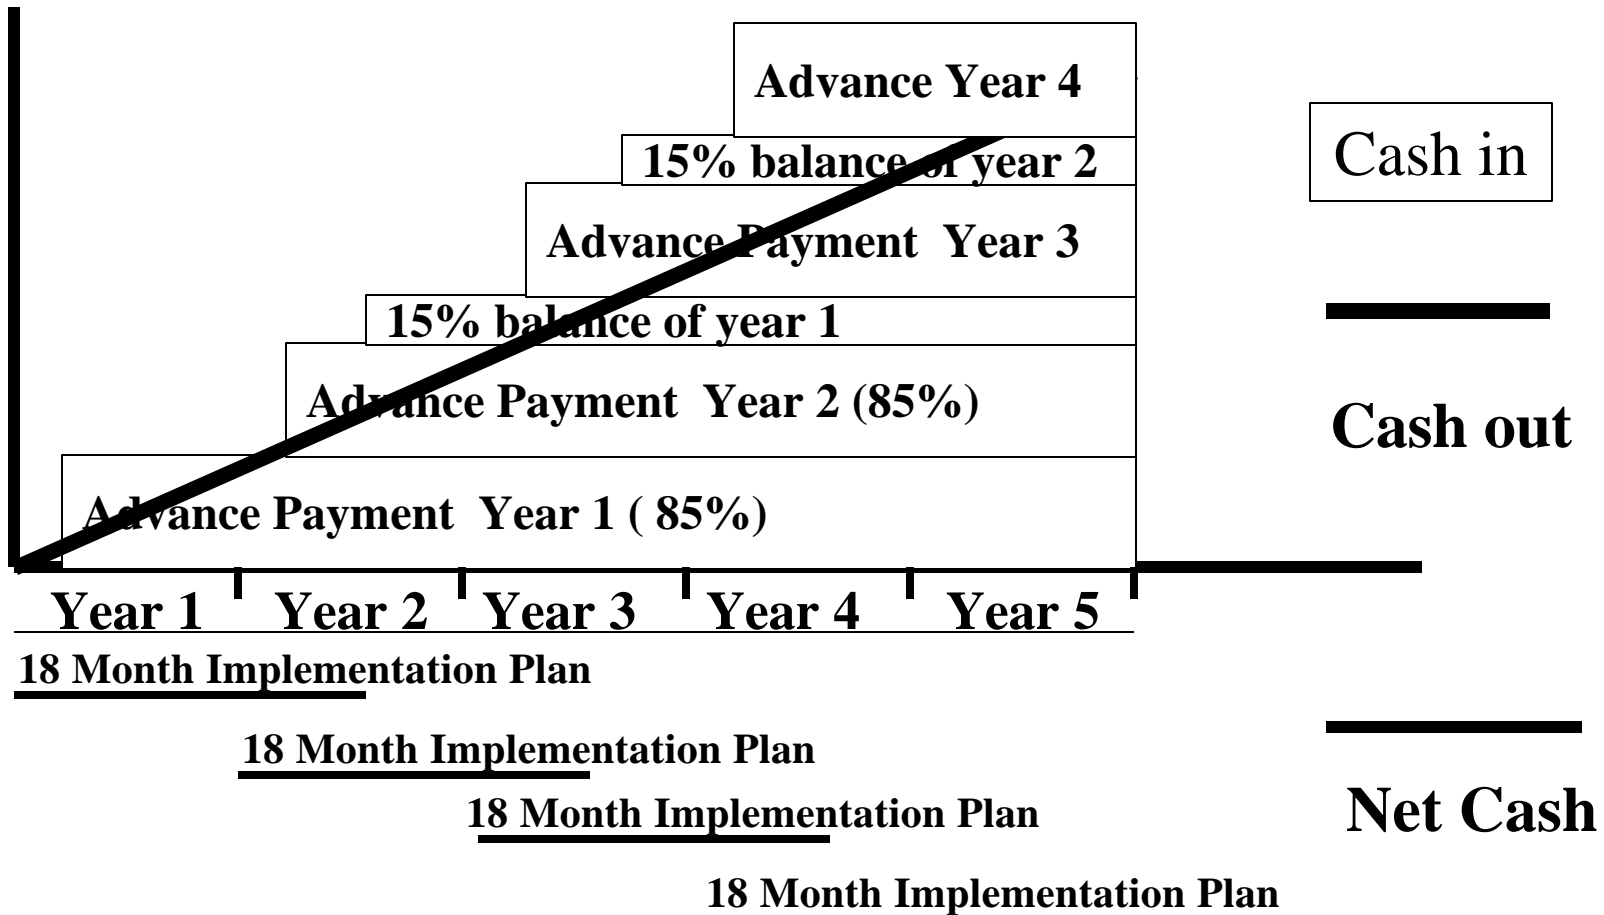 Advance Year 4
15% balance of year 2
Cash in
Advance Payment Year 3
15% balance of year 1
Advance Payment Year 2 (85%)
Cash out
Advance Payment Year 1 ( 85%)
Year 1 Year 2 Year 3 Year 4 Year 5
18 Month Implementation Plan
18 Month Implementation Plan
18 Month Implementation Plan
Net Cash
18 Month Implementation Plan